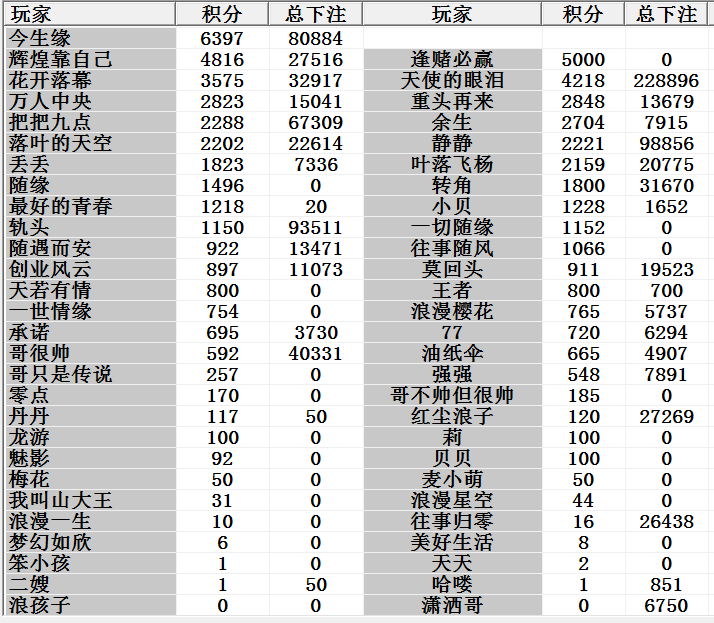 玩家 积分 总下注 玩家 积分 总下注
今生缘 6397 80884
辉煌靠自己 4816 27516 逢赌必赢 5000 0
花开落幕 3575 32917 天使的眼泪 4218 228896
万人中央 2823 15041 重头再来 2848 13679
把把九点 2288 67309 余生 2704 7915
落叶的天空 2202 22614 静静 2221 98856
丢丢 1823 7336 叶落飞杨 2159 20775
随缘 1496 0 转角 1800 31670
最好的青春 1218 20 小贝 1228 1652
轨头 1150 93511 一切随缘 1152 0
随遇而安 922 13471 往事随风 1066 0
创业风云 897 11073 莫回头 911 19523
天若有情 800 0 王者 800 700
一世情缘 754 0 浪漫樱花 765 5737
承诺 695 3730 77 720 6294
哥很帅 592 40331 油纸伞 665 4907
哥只是传说 257 0 强强 548 7891
零点 170 0 哥不帅但很帅 185 0
丹丹 117 50 红尘浪子 120 27269
龙游 100 0 莉 100 0
魅影 92 0 贝贝 100 0
梅花 50 0 麦小萌 50 0
我叫山大王 31 0 浪漫星空 44 0
浪漫一生 10 0 往事归零 16 26438
梦幻如欣 6 0 美好生活 8 0
笨小孩 1 0 天天 2 0
二嫂 1 50 哈喽 1 851
浪孩子 0 0 潇洒哥 0 6750